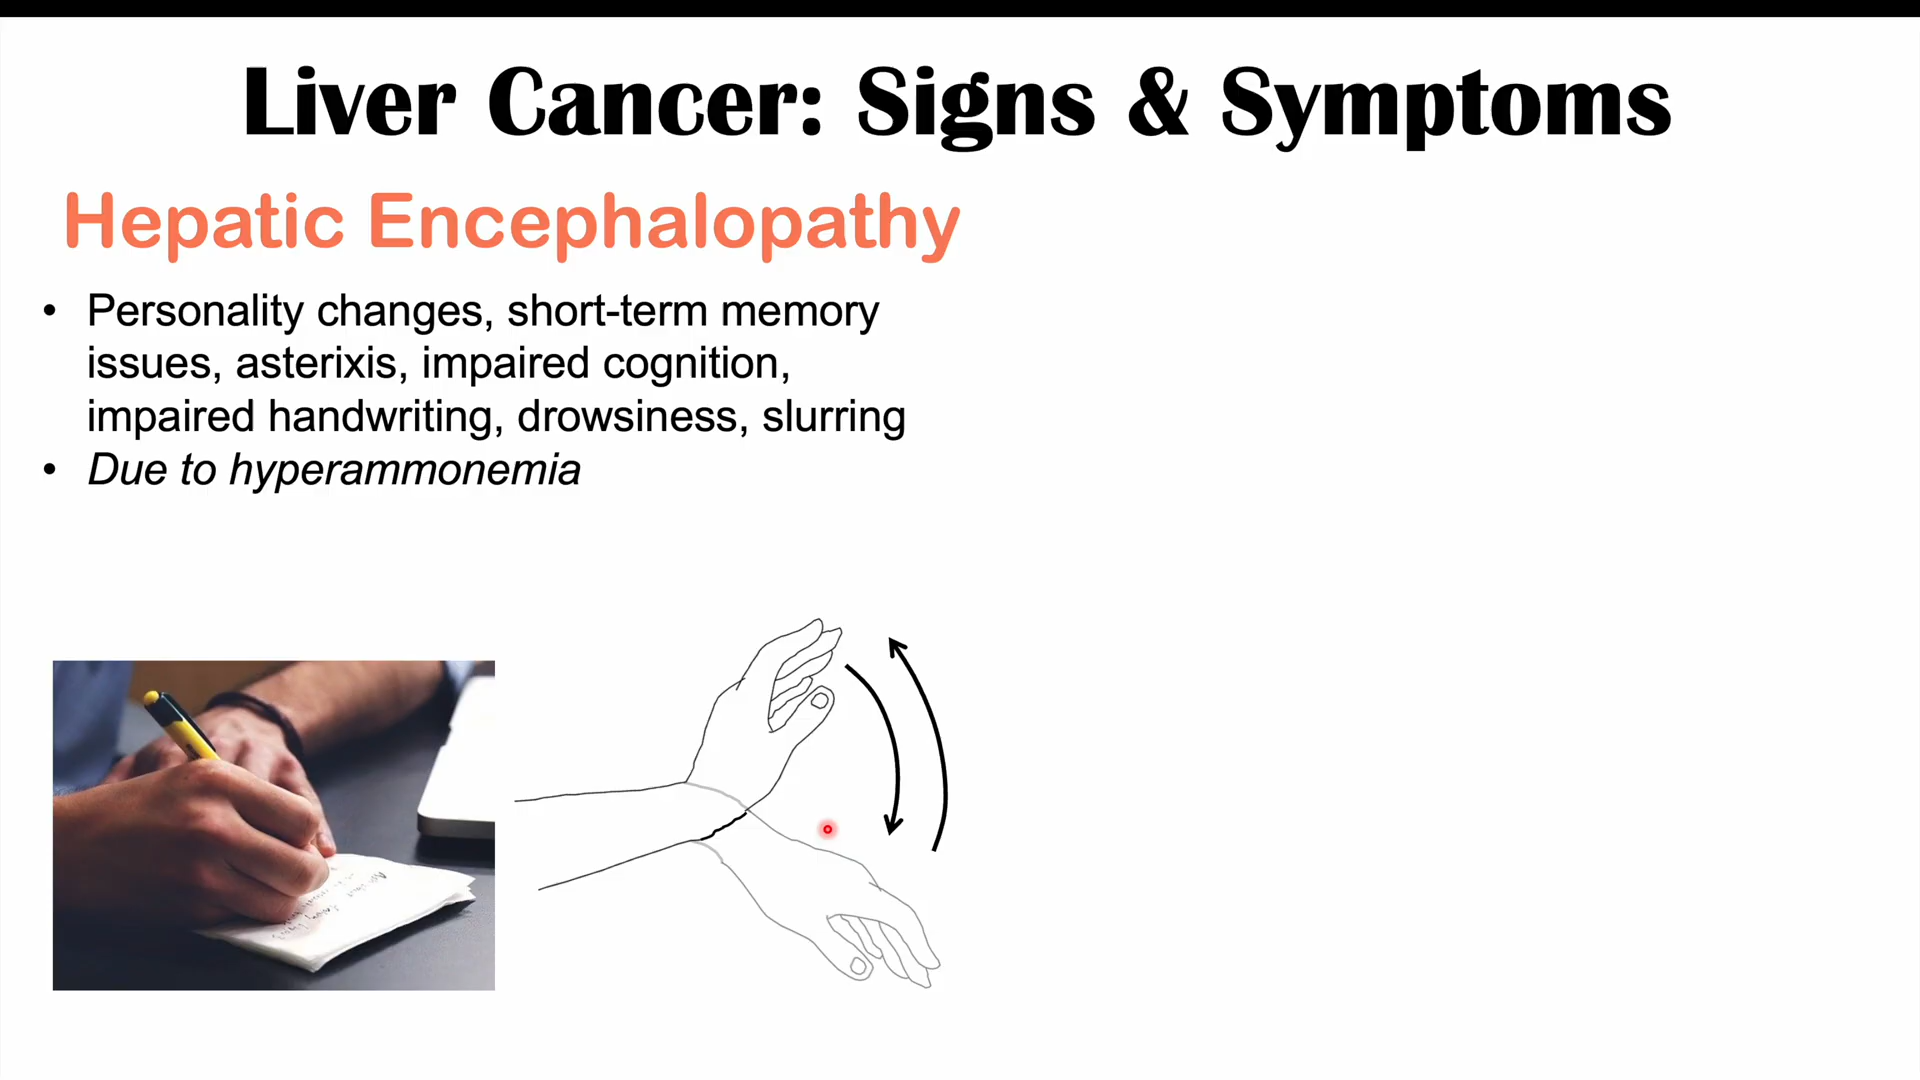 Liver Cancer: Signs & Symptoms
Hepatic Encephalopathy
• Personality changes, short-term memory
issues, asterixis, impaired cognition,
impaired handwriting, drowsiness, slurring
• Due to hyperammonemia